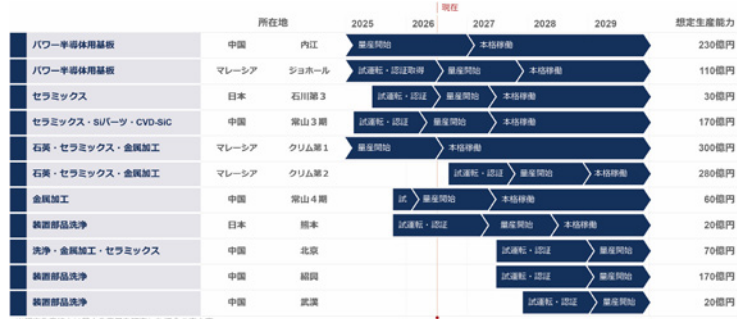 現在
所在地 2025 2026 2027 2028 2029 想定生産能力
パワー半導体用基板 中国 内江 量産開始 本格稼働 230億円
パワー半導体用基板 マレーシア ジョホール 試運転・認証取得 量産開始 本格稼働 110億円
セラミックス 日本 石川第3 試運転・認証 量産開始 本格稼働 30億円
セラミックス・Siパーツ・CVD-SiC 中国 常山3期 試運転・認証 量産開始 本格稼働 170億円
石英・セラミックス・金属加工 マレーシア クリム第1 量産開始 本格稼働 300億円
石英・セラミックス・金属加工 マレーシア クリム第2 試運転・認証 量産開始 本格稼働 280億円
金属加工 中国 常山4期 試 量産開始 本格稼働 60億円
装置部品洗浄 日本 熊本 試運転・認証 量産開始 本格稼働 20億円
洗浄・金属加工・セラミックス 中国 北京 試運転・認証 量産開始 70億円
装置部品洗浄 中国 紹興 試運転・認証 量産開始 170億円
装置部品洗浄 中国 武漢 試運転・認証 量産開始 20億円